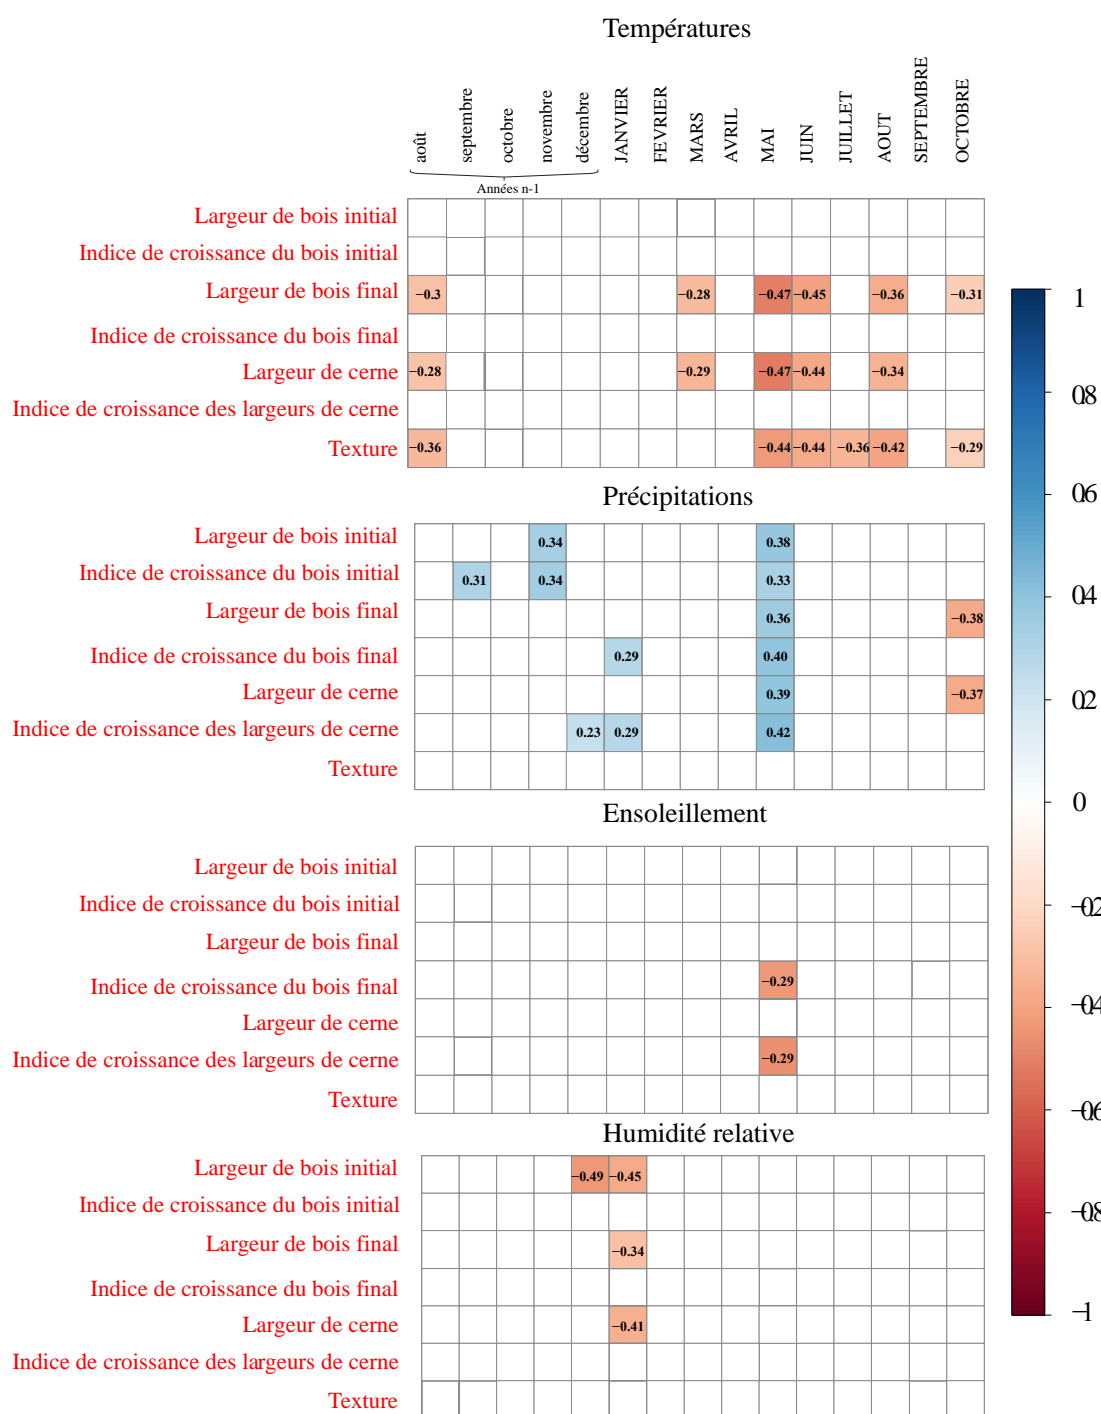 Températures
août septembre octobre novembre décembre JANVIER FEVRIER MARS AVRIL MAI JUIN JUILLET AOUT SEPTEMBRE OCTOBRE
Années n-1
Largeur de bois initial
Indice de croissance du bois initial
Largeur de bois final −0.3 −0.28 −0.47 −0.45 −0.36 −0.31
Indice de croissance du bois final
Largeur de cerne −0.28 −0.29 −0.47 −0.44 −0.34
Indice de croissance des largeurs de cerne
Texture −0.36 −0.44 −0.44 −0.36 −0.42 −0.29
Précipitations
Largeur de bois initial 0.34 0.38
Indice de croissance du bois initial 0.31 0.34 0.33
Largeur de bois final 0.36 −0.38
Indice de croissance du bois final 0.29 0.40
Largeur de cerne 0.39 −0.37
Indice de croissance des largeurs de cerne 0.23 0.29 0.42
Texture
Ensoleillement
Largeur de bois initial
Indice de croissance du bois initial
Largeur de bois final
Indice de croissance du bois final −0.29
Largeur de cerne
Indice de croissance des largeurs de cerne −0.29
Texture
Humidité relative
Largeur de bois initial −0.49 −0.45
Indice de croissance du bois initial
Largeur de bois final −0.34
Indice de croissance du bois final
Largeur de cerne −0.41
Indice de croissance des largeurs de cerne
Texture
1
0.8
0.6
0.4
0.2
0
−0.2
−0.4
−0.6
−0.8
−1